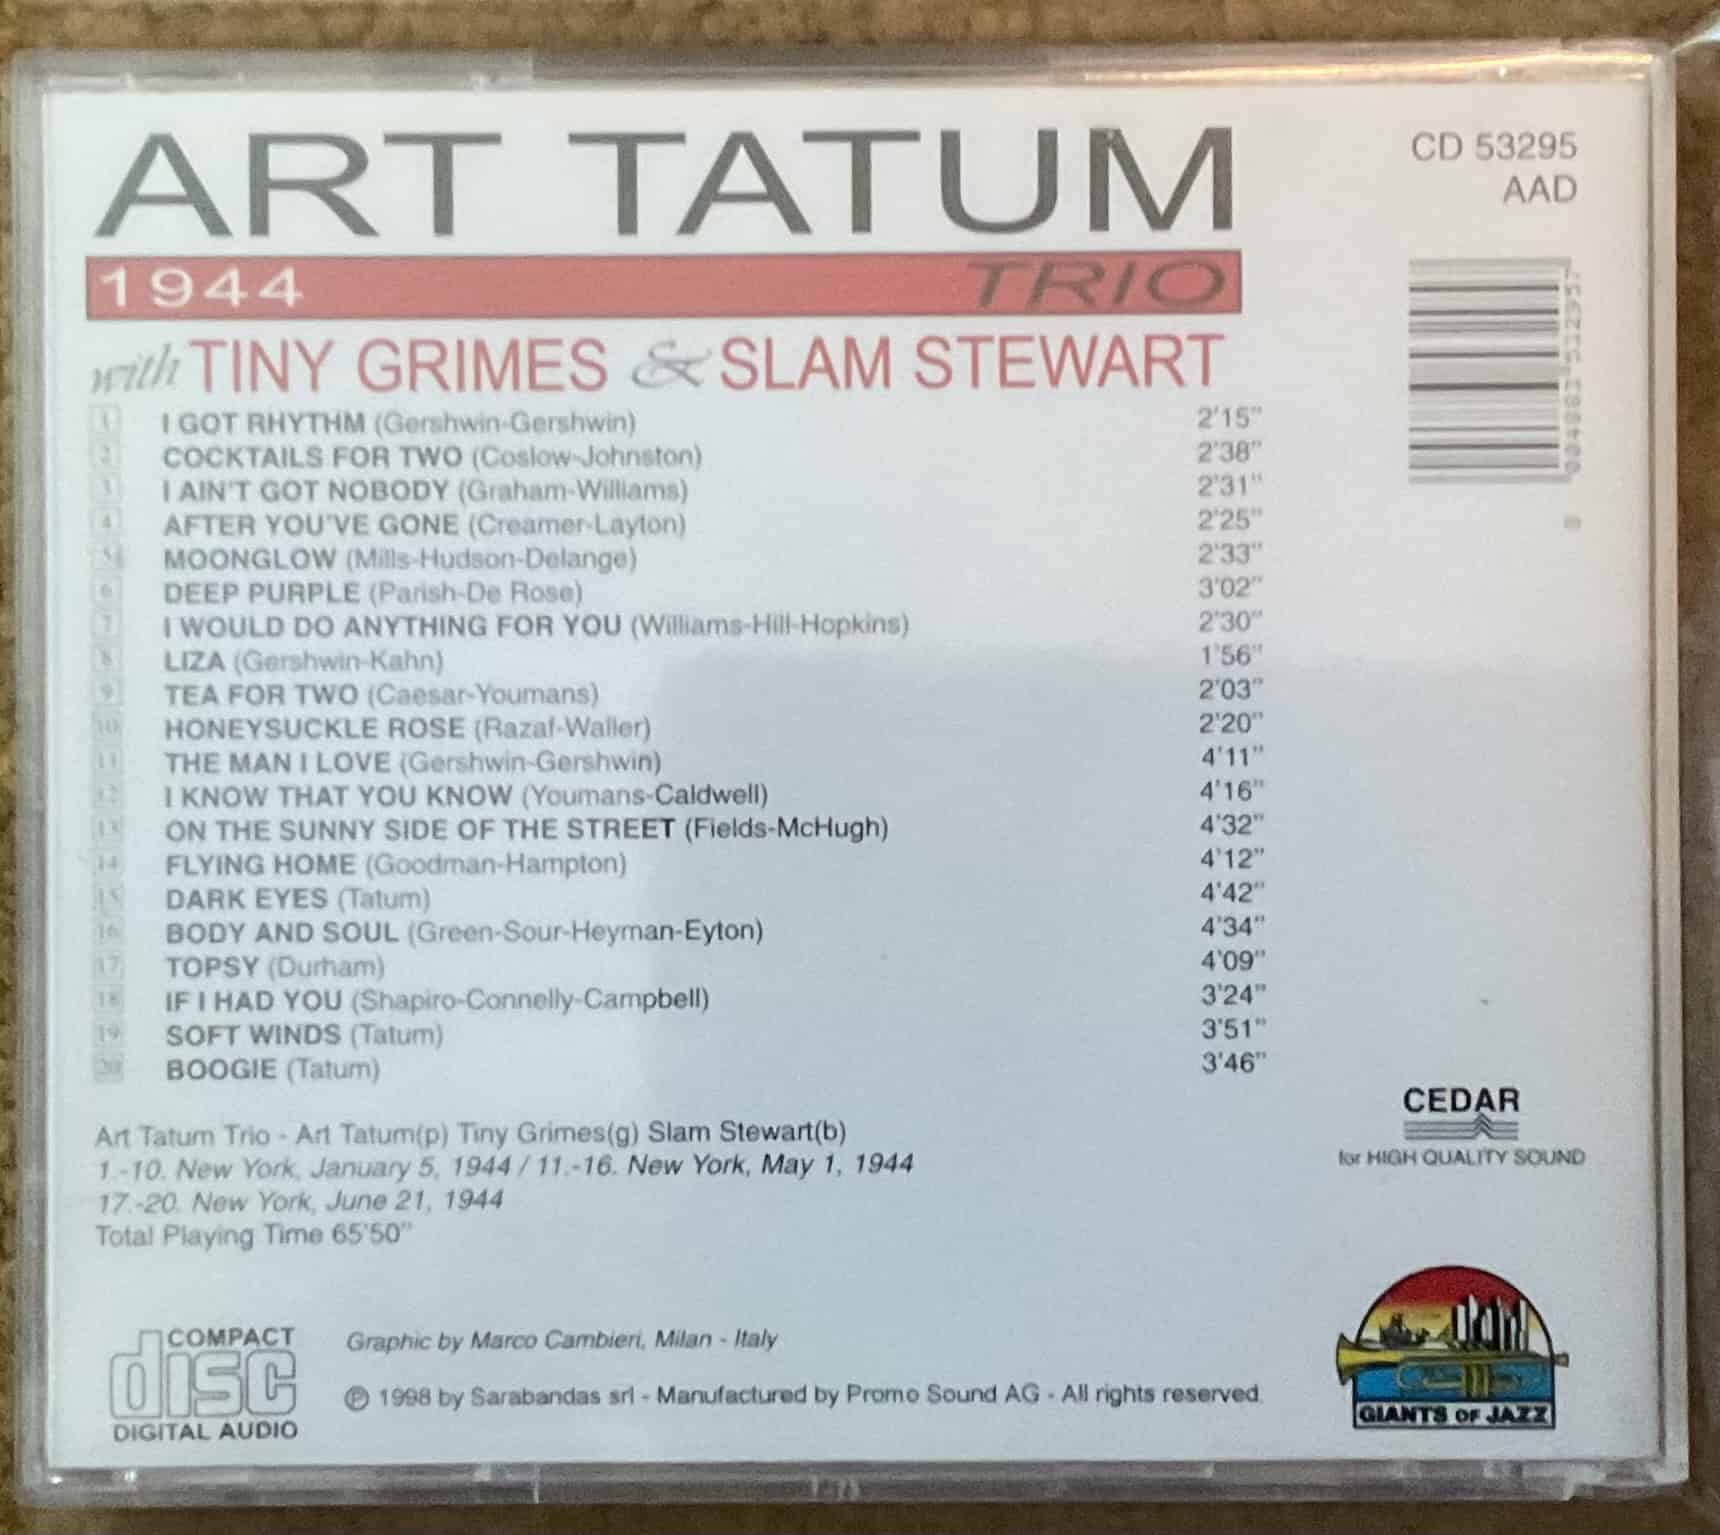 ART TATUM
1944 TRIO
with TINY GRIMES & SLAM STEWART
CD 53295
AAD
1 I GOT RHYTHM (Gershwin-Gershwin) 2'15"
2 COCKTAILS FOR TWO (Coslow-Johnston) 2'38"
3 I AIN'T GOT NOBODY (Graham-Williams) 2'31"
4 AFTER YOU'VE GONE (Creamer-Layton) 2'25"
5 MOONGLOW (Mills-Hudson-Delange) 2'33"
6 DEEP PURPLE (Parish-De Rose) 3'02"
7 I WOULD DO ANYTHING FOR YOU (Williams-Hill-Hopkins) 2'30"
8 LIZA (Gershwin-Kahn) 1'56"
9 TEA FOR TWO (Caesar-Youmans) 2'03"
10 HONEYSUCKLE ROSE (Razaf-Waller) 2'20"
11 THE MAN I LOVE (Gershwin-Gershwin) 4'11"
12 I KNOW THAT YOU KNOW (Youmans-Caldwell) 4'16"
13 ON THE SUNNY SIDE OF THE STREET (Fields-McHugh) 4'32"
14 FLYING HOME (Goodman-Hampton) 4'12"
15 DARK EYES (Tatum) 4'42"
16 BODY AND SOUL (Green-Sour-Heyman-Eyton) 4'34"
17 TOPSY (Durham) 4'09"
18 IF I HAD YOU (Shapiro-Connelly-Campbell) 3'24"
19 SOFT WINDS (Tatum) 3'51"
20 BOOGIE (Tatum) 3'46"
Art Tatum Trio - Art Tatum(p) Tiny Grimes(g) Slam Stewart(b)
1.-10. New York, January 5, 1944 / 11.-16. New York, May 1, 1944
17.-20. New York, June 21, 1944
Total Playing Time 65'50"
CEDAR
for HIGH QUALITY SOUND
COMPACT
disc
DIGITAL AUDIO
Graphic by Marco Cambieri, Milan - Italy
℗ 1998 by Sarabandas srl - Manufactured by Promo Sound AG - All rights reserved.
GIANTS OF JAZZ